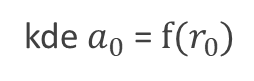 kde a₀ = f(r₀)